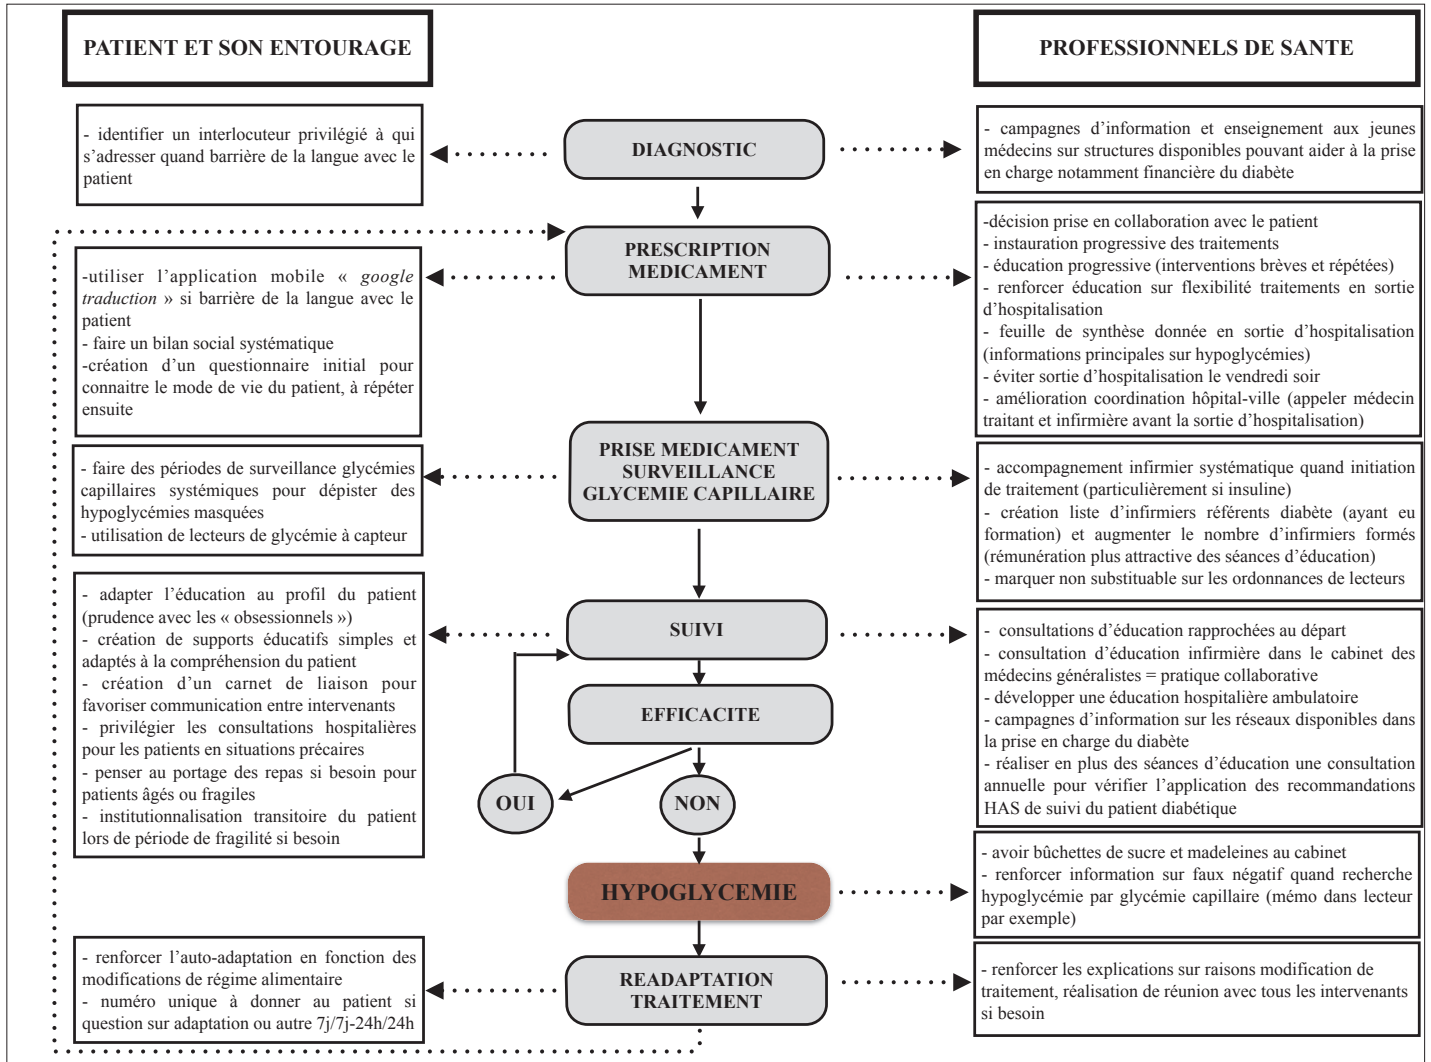 PATIENT ET SON ENTOURAGE
PROFESSIONNELS DE SANTE
- identifier un interlocuteur privilégié à qui
s’adresser quand barrière de la langue avec le
patient
DIAGNOSTIC
- campagnes d’information et enseignement aux jeunes
médecins sur structures disponibles pouvant aider à la prise
en charge notamment financière du diabète
-utiliser l’application mobile « google
traduction » si barrière de la langue avec le
patient
- faire un bilan social systématique
-création d’un questionnaire initial pour
connaitre le mode de vie du patient, à répéter
ensuite
PRESCRIPTION
MEDICAMENT
-décision prise en collaboration avec le patient
- instauration progressive des traitements
- éducation progressive (interventions brèves et répétées)
- renforcer éducation sur flexibilité traitements en sortie
d’hospitalisation
- feuille de synthèse donnée en sortie d’hospitalisation
(informations principales sur hypoglycémies)
- éviter sortie d’hospitalisation le vendredi soir
- amélioration coordination hôpital-ville (appeler médecin
traitant et infirmière avant la sortie d’hospitalisation)
- faire des périodes de surveillance glycémies
capillaires systémiques pour dépister des
hypoglycémies masquées
- utilisation de lecteurs de glycémie à capteur
PRISE MEDICAMENT
SURVEILLANCE
GLYCEMIE CAPILLAIRE
- accompagnement infirmier systématique quand initiation
de traitement (particulièrement si insuline)
- création liste d’infirmiers référents diabète (ayant eu
formation) et augmenter le nombre d’infirmiers formés
(rémunération plus attractive des séances d’éducation)
- marquer non substituable sur les ordonnances de lecteurs
- adapter l’éducation au profil du patient
(prudence avec les « obsessionnels »)
- création de supports éducatifs simples et
adaptés à la compréhension du patient
- création d’un carnet de liaison pour
favoriser communication entre intervenants
- privilégier les consultations hospitalières
pour les patients en situations précaires
- penser au portage des repas si besoin pour
patients âgés ou fragiles
- institutionnalisation transitoire du patient
lors de période de fragilité si besoin
SUIVI
EFFICACITE
OUI
NON
- consultations d’éducation rapprochées au départ
- consultation d’éducation infirmière dans le cabinet des
médecins généralistes = pratique collaborative
- développer une éducation hospitalière ambulatoire
- campagnes d’information sur les réseaux disponibles dans
la prise en charge du diabète
- réaliser en plus des séances d’éducation une consultation
annuelle pour vérifier l’application des recommandations
HAS de suivi du patient diabétique
HYPOGLYCEMIE
- avoir bûchettes de sucre et madeleines au cabinet
- renforcer information sur faux négatif quand recherche
hypoglycémie par glycémie capillaire (mémo dans lecteur
par exemple)
- renforcer l’auto-adaptation en fonction des
modifications de régime alimentaire
- numéro unique à donner au patient si
question sur adaptation ou autre 7j/7j-24h/24h
READAPTATION
TRAITEMENT
- renforcer les explications sur raisons modification de
traitement, réalisation de réunion avec tous les intervenants
si besoin